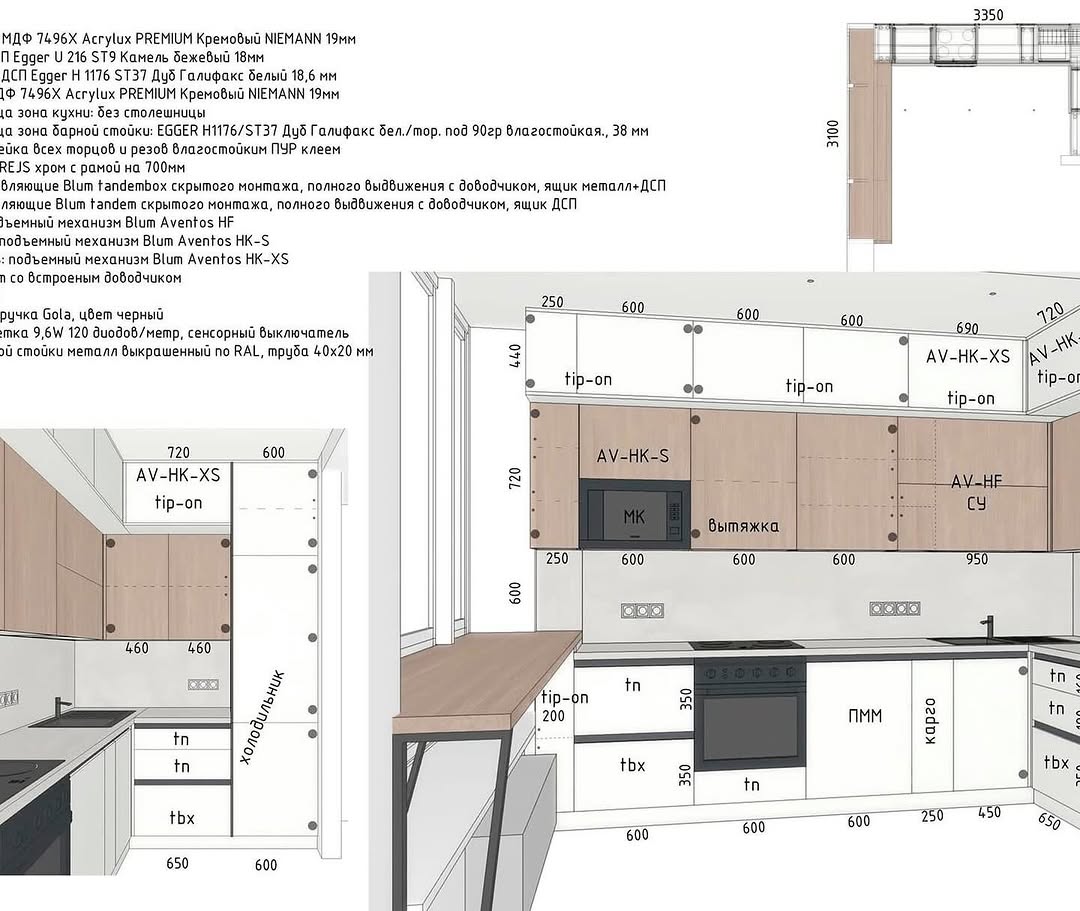 МДФ 7496X Acrylux PREMIUM Кремовый NIEMANN 19мм
П Egger U 216 ST9 Камель бежевый 18мм
ДСП Egger H 1176 ST37 Дуб Галифакс белый 18,6 мм
ДФ 7496X Acrylux PREMIUM Кремовый NIEMANN 19мм
ца зона кухни: без столешницы
ца зона барной стойки: EGGER H1176/ST37 Дуб Галифакс бел./тор. под 90гр влагостойкая., 38 мм
ейка всех торцов и резов влагостойким ПУР клеем
REJS хром с рамой на 700мм
вляющие Blum tandembox скрытого монтажа, полного выдвижения с доводчиком, ящик металл+ДСП
ляющие Blum tandem скрытого монтажа, полного выдвижения с доводчиком, ящик ДСП
дъемный механизм Blum Aventos HF
подъемный механизм Blum Aventos HK-S
: подъемный механизм Blum Aventos HK-XS
т со встроеным доводчиком
ручка Gola, цвет черный
етка 9,6W 120 диодов/метр, сенсорный выключатель
ой стойки металл выкрашенный по RAL, труба 40х20 мм
3350
3100
250 600 600 600 690 720
440
AV-HK-XS AV-HK-
tip-on tip-on tip-on tip-on
720
AV-HK-S
AV-HF
СУ
МК
вытяжка
250 600 600 600 950
600
tip-on
200
tn
350
ПММ
карго
tn
tn
tbx
350
tn
tbx
600 600 600 250 450 650
720 600
AV-HK-XS
tip-on
460 460
холодильник
tn
tn
tbx
650 600